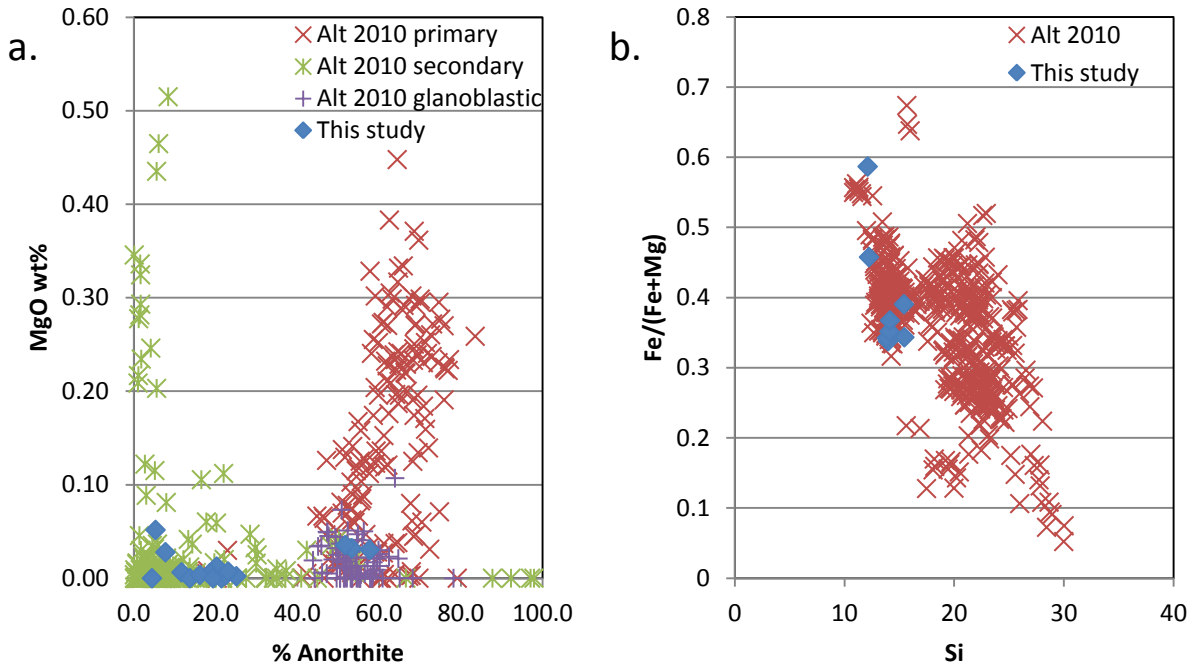 a.
0.60
0.50
0.40
0.30
0.20
0.10
0.00
MgO wt%
0.0
20.0
40.0
60.0
80.0
100.0
% Anorthite
Alt 2010 primary
Alt 2010 secondary
Alt 2010 glanoblastic
This study
b.
0.8
0.7
0.6
0.5
0.4
0.3
0.2
0.1
0
Fe/(Fe+Mg)
0
10
20
30
40
Si
Alt 2010
This study